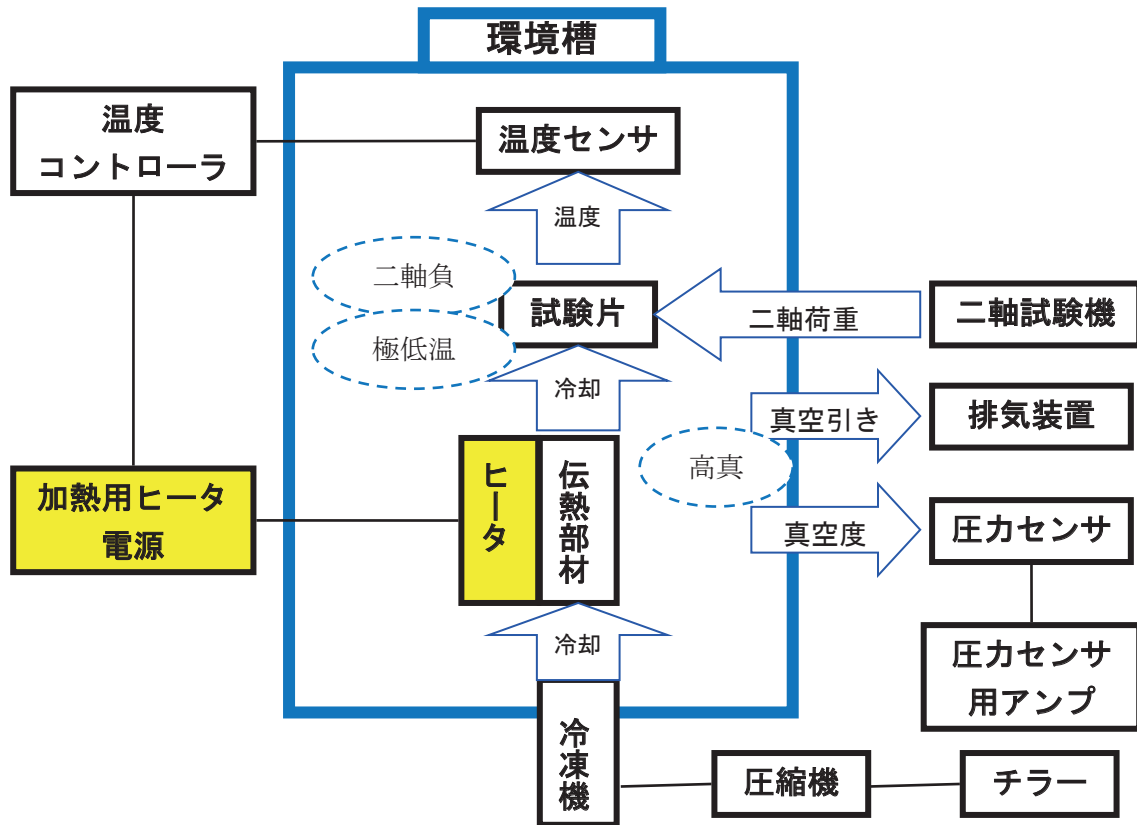 環境槽
温度
コントローラ
温度センサ
温度
二軸負
試験片
二軸荷重
二軸試験機
極低温
冷却
真空引き
排気装置
高真
加熱用ヒータ
電源
ヒータ
伝熱部材
真空度
圧力センサ
冷却
圧力センサ
用アンプ
冷凍機
圧縮機
チラー